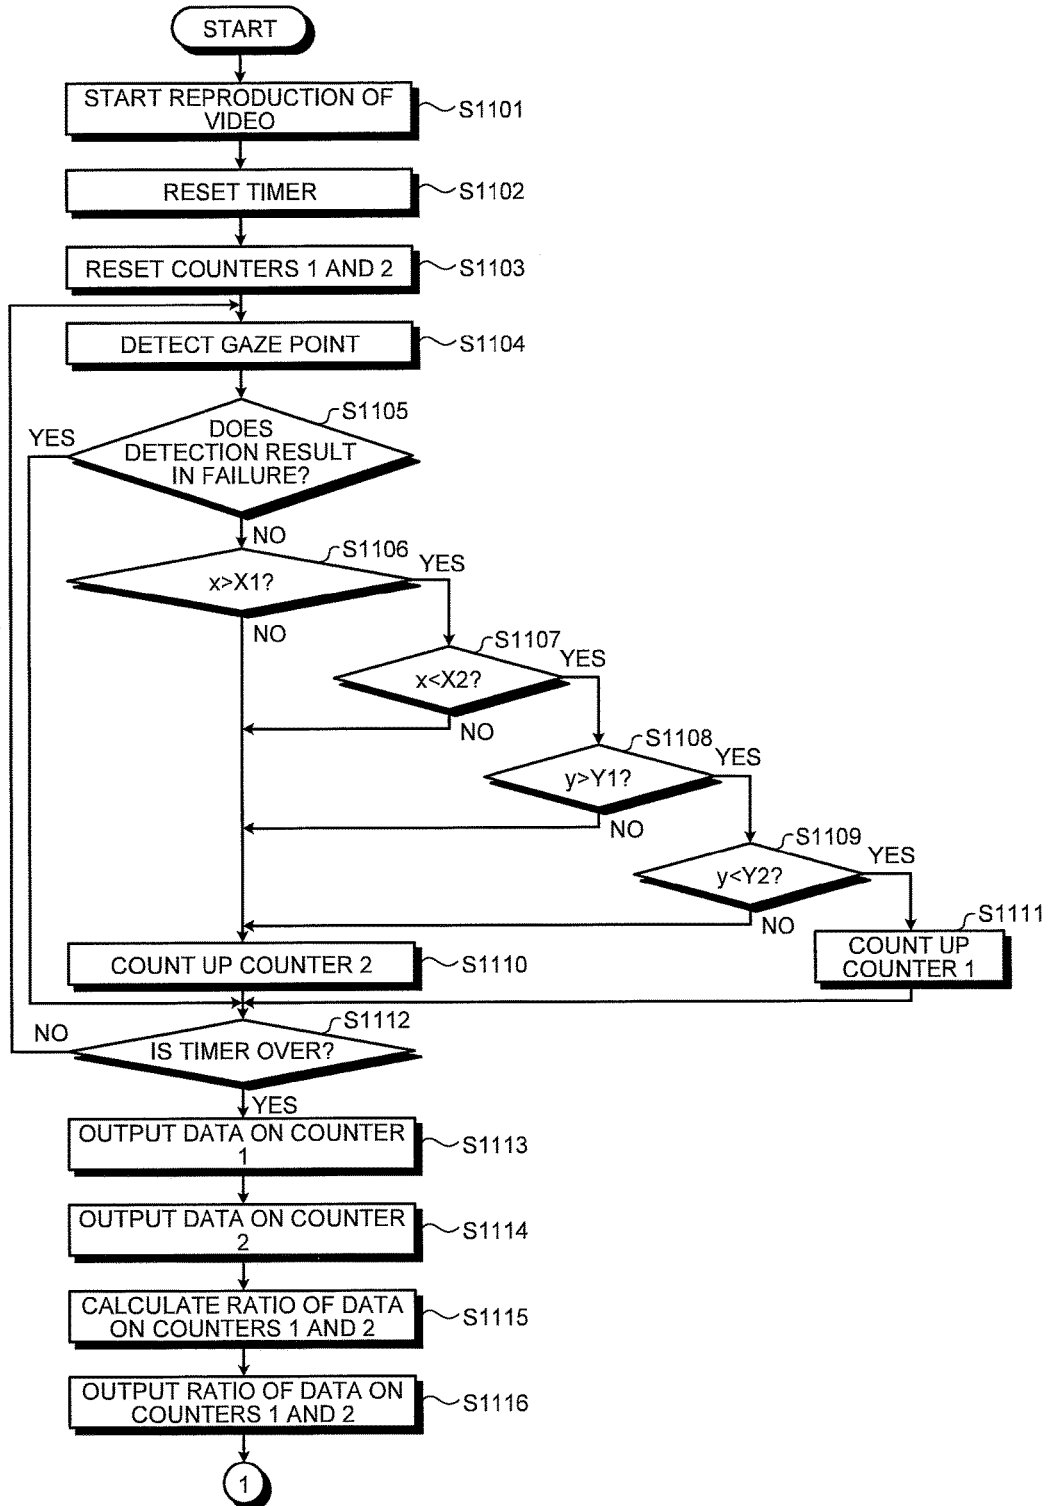 START
START REPRODUCTION OF
VIDEO
S1101
RESET TIMER
S1102
RESET COUNTERS 1 AND 2
S1103
DETECT GAZE POINT
S1104
S1105
YES
DOES
DETECTION RESULT
IN FAILURE?
NO
S1106
YES
x>X1?
NO
S1107
YES
x<X2?
NO
S1108
YES
y>Y1?
NO
S1109
YES
y<Y2?
NO
S1111
COUNT UP
COUNTER 1
COUNT UP COUNTER 2
S1110
S1112
NO
IS TIMER OVER?
YES
OUTPUT DATA ON COUNTER
1
S1113
OUTPUT DATA ON COUNTER
2
S1114
CALCULATE RATIO OF DATA
ON COUNTERS 1 AND 2
S1115
OUTPUT RATIO OF DATA ON
COUNTERS 1 AND 2
S1116
1